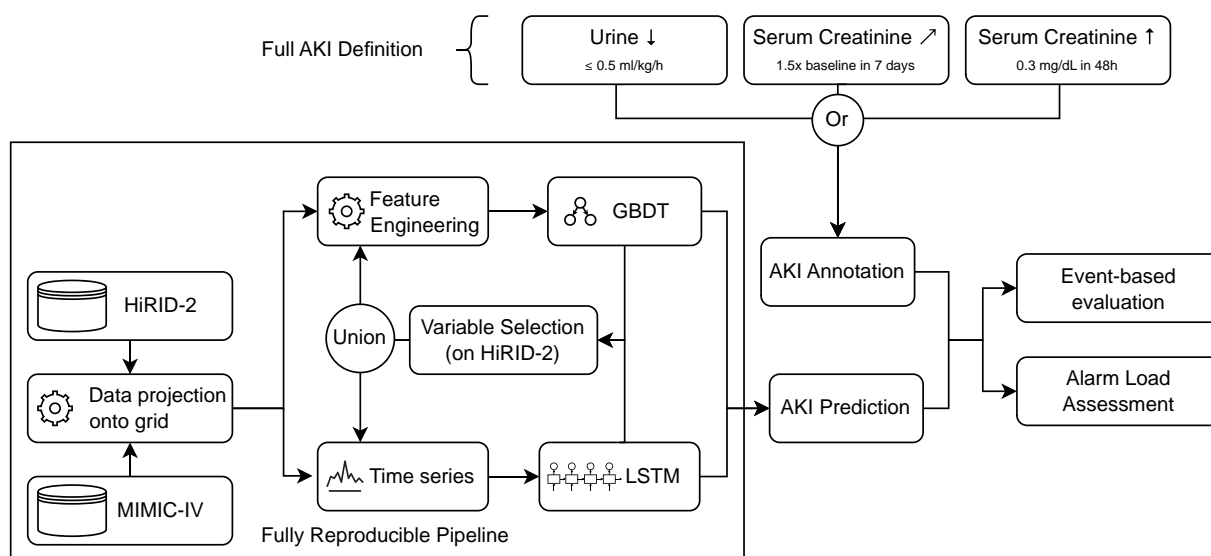 Full AKI Definition
Urine ↓
≤ 0.5 ml/kg/h
Serum Creatinine ↗
1.5x baseline in 7 days
Serum Creatinine ↑
0.3 mg/dL in 48h
Or
Feature
Engineering
GBDT
AKI Annotation
Event-based
evaluation
HiRID-2
Union
Variable Selection
(on HiRID-2)
Data projection
onto grid
AKI Prediction
Alarm Load
Assessment
Time series
LSTM
MIMIC-IV
Fully Reproducible Pipeline